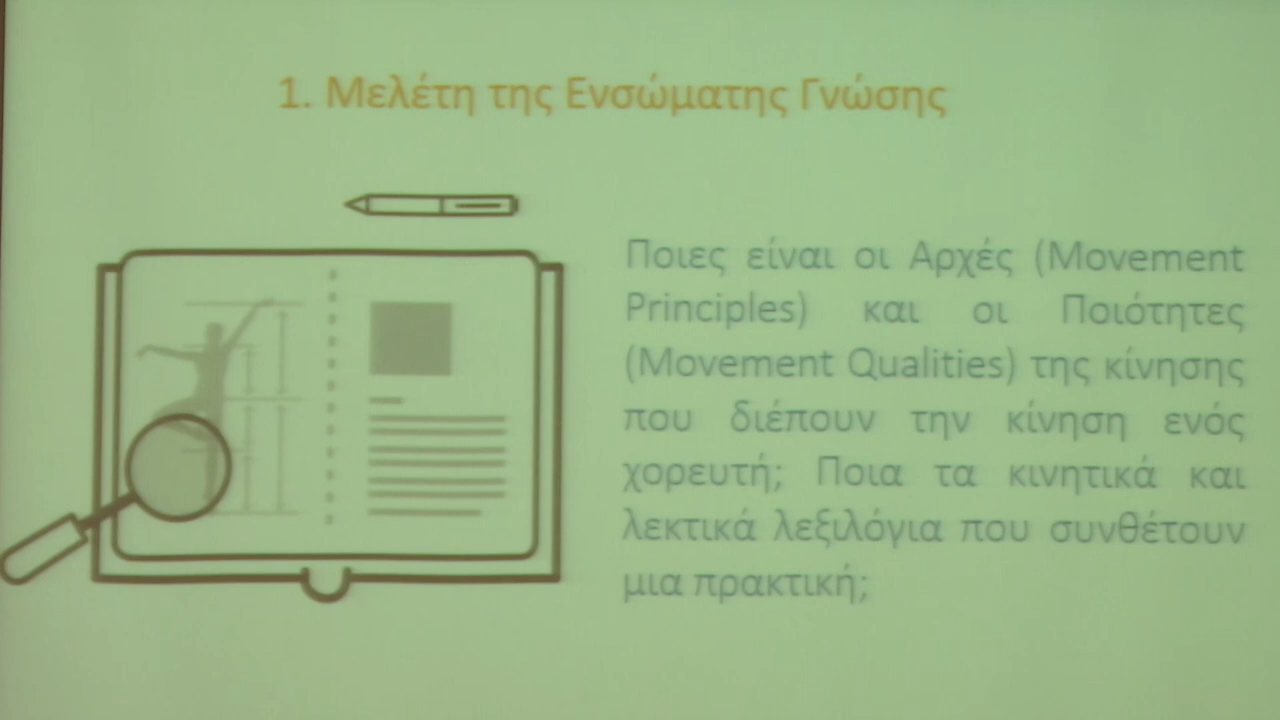 1. Μελέτη της Ενσώματης Γνώσης
Ποιες είναι οι Αρχές (Movement
Principles) και οι Ποιότητες
(Movement Qualities) της κίνησης
που διέπουν την κίνηση ενός
χορευτή; Ποια τα κινητικά και
λεκτικά λεξιλόγια που συνθέτουν
μια πρακτική;